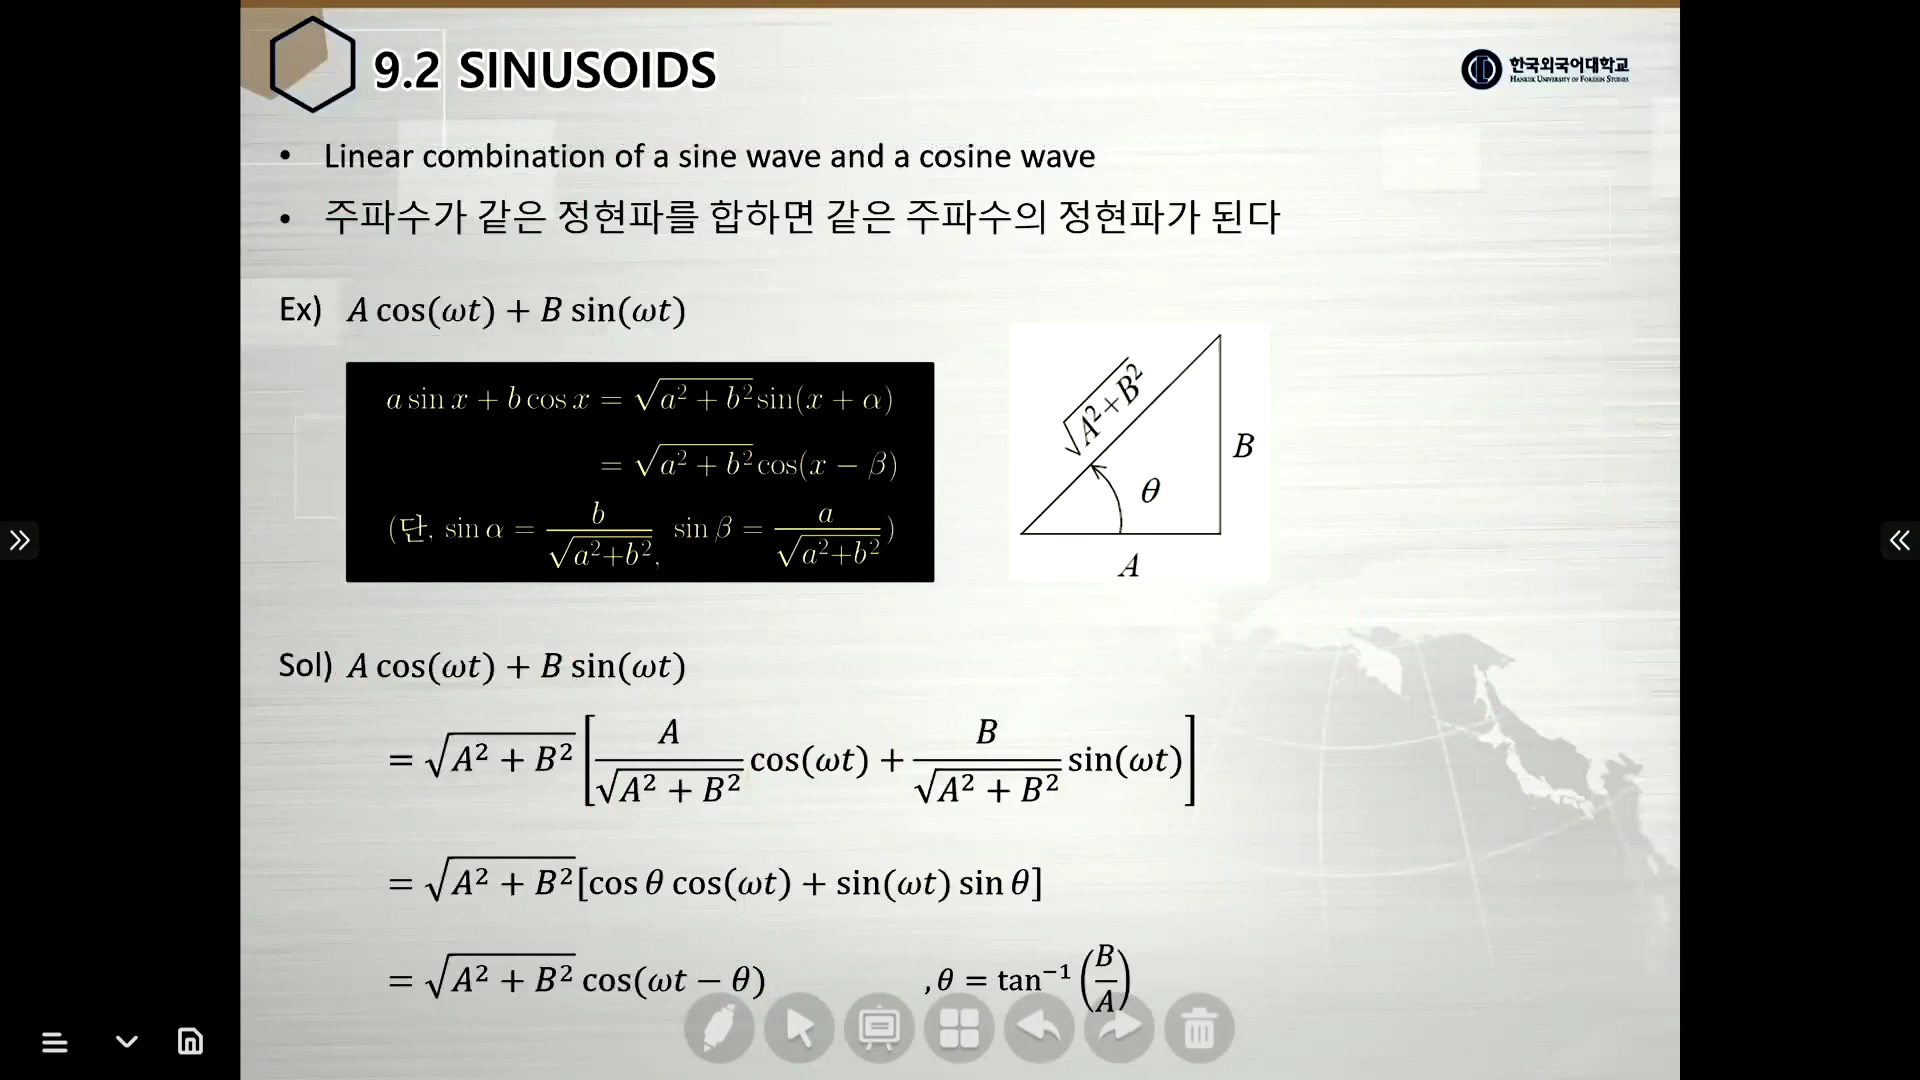 9.2 SINUSOIDS
한국외국어대학교
HANKUK UNIVERSITY OF FOREIGN STUDIES
• Linear combination of a sine wave and a cosine wave
• 주파수가 같은 정현파를 합하면 같은 주파수의 정현파가 된다
Ex) A cos(ωt) + B sin(ωt)
a sin x + b cos x = √(a² + b²) sin(x + α)
= √(a² + b²) cos(x − β)
(단, sin α = b/√(a²+b²), sin β = a/√(a²+b²))
√(A²+B²)
B
θ
A
Sol) A cos(ωt) + B sin(ωt)
= √(A² + B²) [A/√(A² + B²) cos(ωt) + B/√(A² + B²) sin(ωt)]
= √(A² + B²)[cos θ cos(ωt) + sin(ωt) sin θ]
= √(A² + B²) cos(ωt − θ) , θ = tan⁻¹(B/A)